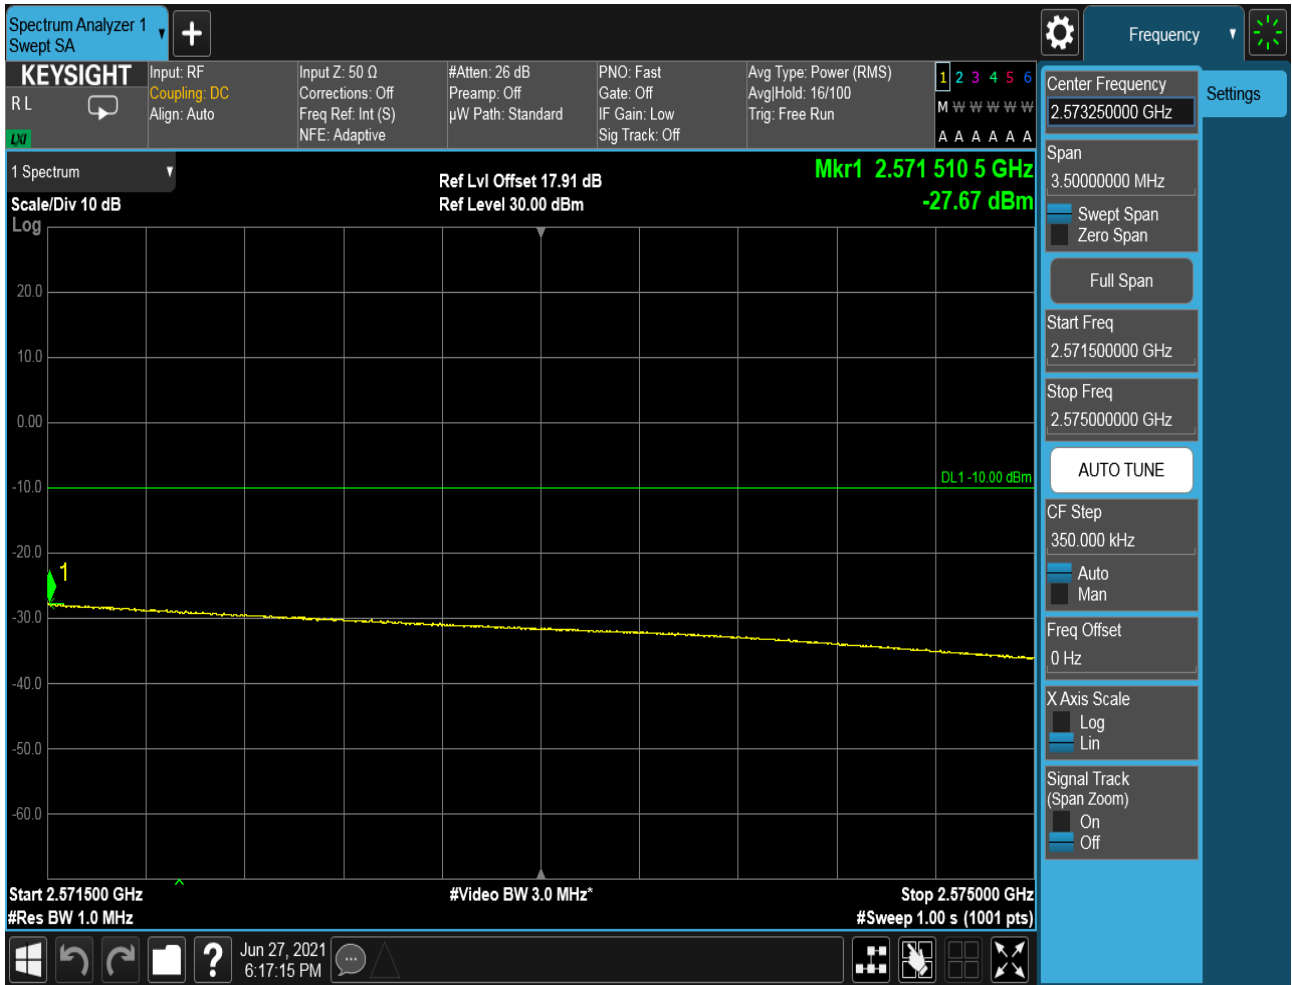 Spectrum Analyzer 1
Swept SA
Frequency
KEYSIGHT
R L
LXI
Input: RF
Coupling: DC
Align: Auto
Input Z: 50 Ω
Corrections: Off
Freq Ref: Int (S)
NFE: Adaptive
#Atten: 26 dB
Preamp: Off
µW Path: Standard
PNO: Fast
Gate: Off
IF Gain: Low
Sig Track: Off
Avg Type: Power (RMS)
Avg|Hold: 16/100
Trig: Free Run
1 2 3 4 5 6
M W W W W W
A A A A A A
1 Spectrum
Scale/Div 10 dB
Log
Ref Lvl Offset 17.91 dB
Ref Level 30.00 dBm
Mkr1 2.571 510 5 GHz
-27.67 dBm
20.0
10.0
0.00
-10.0
-20.0
-30.0
-40.0
-50.0
-60.0
DL1 -10.00 dBm
1
Start 2.571500 GHz
#Res BW 1.0 MHz
#Video BW 3.0 MHz*
Stop 2.575000 GHz
#Sweep 1.00 s (1001 pts)
Jun 27, 2021
6:17:15 PM
Center Frequency
2.573250000 GHz
Settings
Span
3.50000000 MHz
Swept Span
Zero Span
Full Span
Start Freq
2.571500000 GHz
Stop Freq
2.575000000 GHz
AUTO TUNE
CF Step
350.000 kHz
Auto
Man
Freq Offset
0 Hz
X Axis Scale
Log
Lin
Signal Track
(Span Zoom)
On
Off